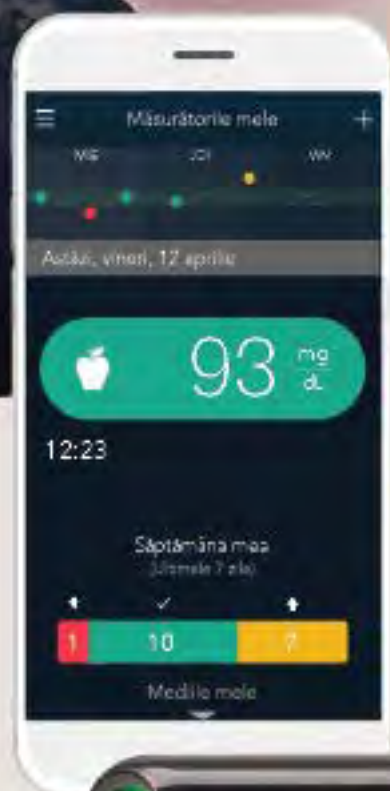 Măsurătorile mele
MIE JOI VIN
Astăzi, vineri, 12 aprilie
93 mg dL
12:23
Săptămâna mea
(Ultimele 7 zile)
1 10 7
Mediile mele